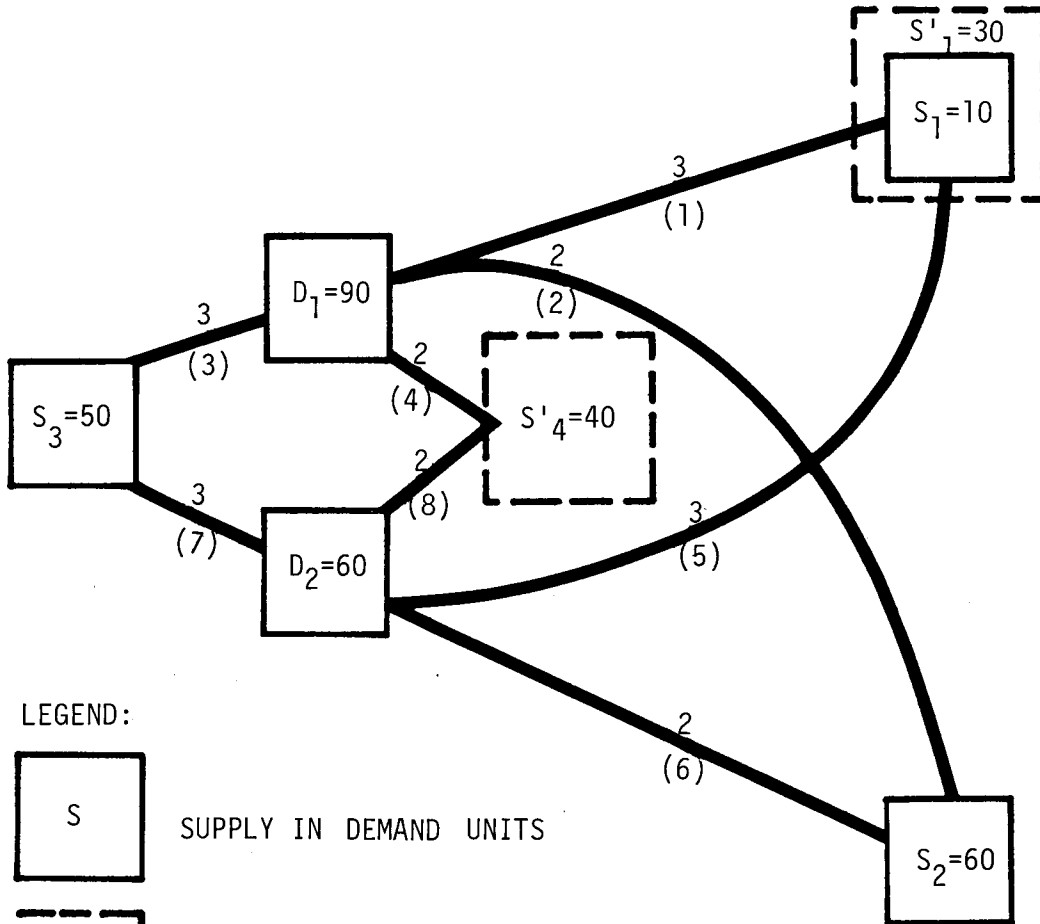 S'₁=30
S₁=10
3
(1)
2
(2)
D₁=90
3
(3)
2
(4)
S'₄=40
S₃=50
2
(8)
3
(7)
3
(5)
D₂=60
2
(6)
LEGEND:
S
SUPPLY IN DEMAND UNITS
S₂=60